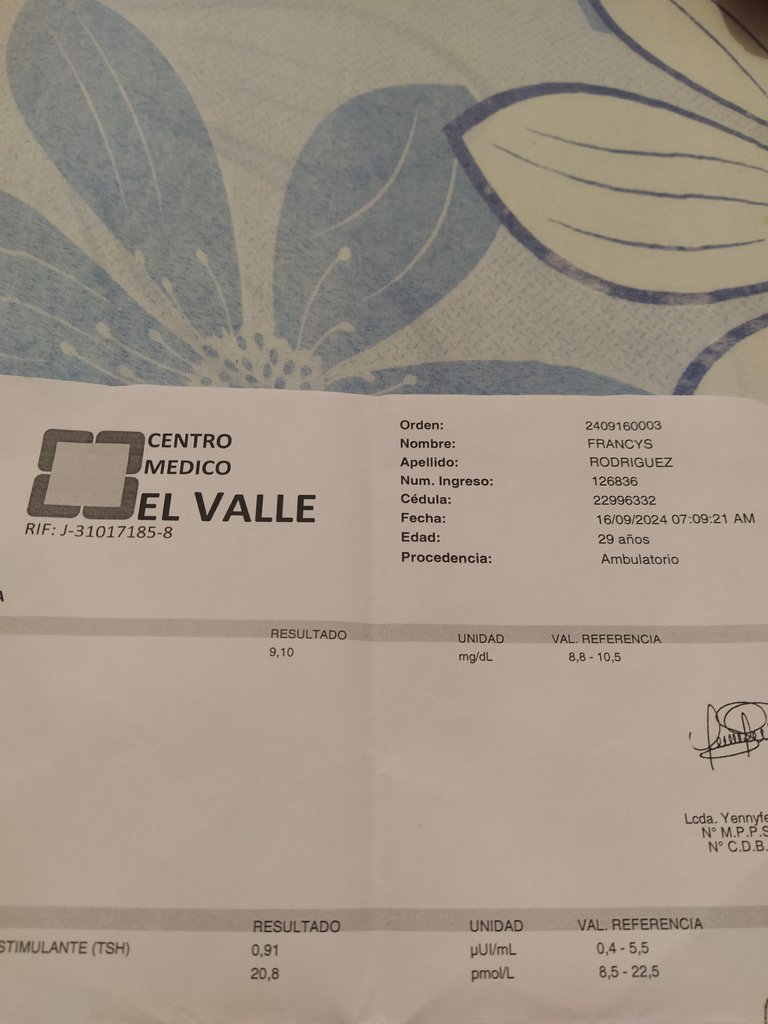 CENTRO
MEDICO
EL VALLE
RIF: J-31017185-8
Orden: 2409160003
Nombre: FRANCYS
Apellido: RODRIGUEZ
Num. Ingreso: 126836
Cédula: 22996332
Fecha: 16/09/2024 07:09:21 AM
Edad: 29 años
Procedencia: Ambulatorio
A
RESULTADO UNIDAD VAL. REFERENCIA
9,10 mg/dL 8,8 - 10,5
Lcda. Yennyfe
N° M.P.P.S
N° C.D.B.
RESULTADO UNIDAD VAL. REFERENCIA
STIMULANTE (TSH) 0,91 µUI/mL 0,4 - 5,5
20,8 pmol/L 8,5 - 22,5